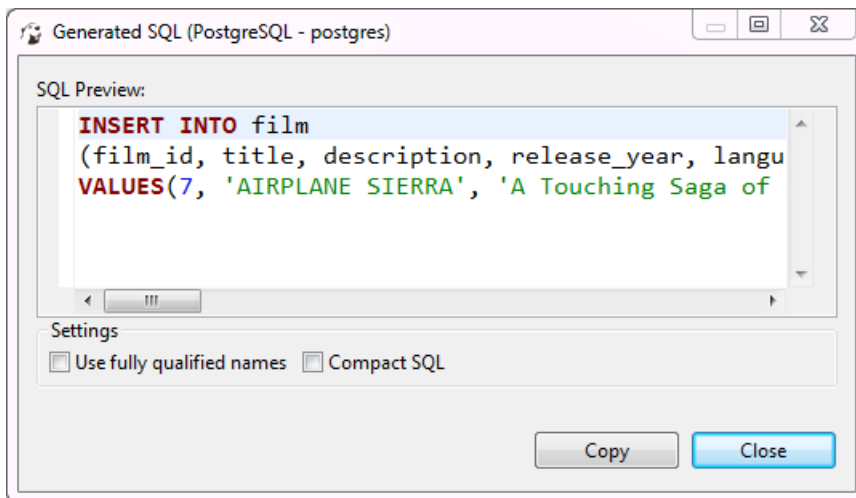 Generated SQL (PostgreSQL - postgres)
SQL Preview:
INSERT INTO film
(film_id, title, description, release_year, langu
VALUES(7, 'AIRPLANE SIERRA', 'A Touching Saga of
Settings
Use fully qualified names Compact SQL
Copy Close